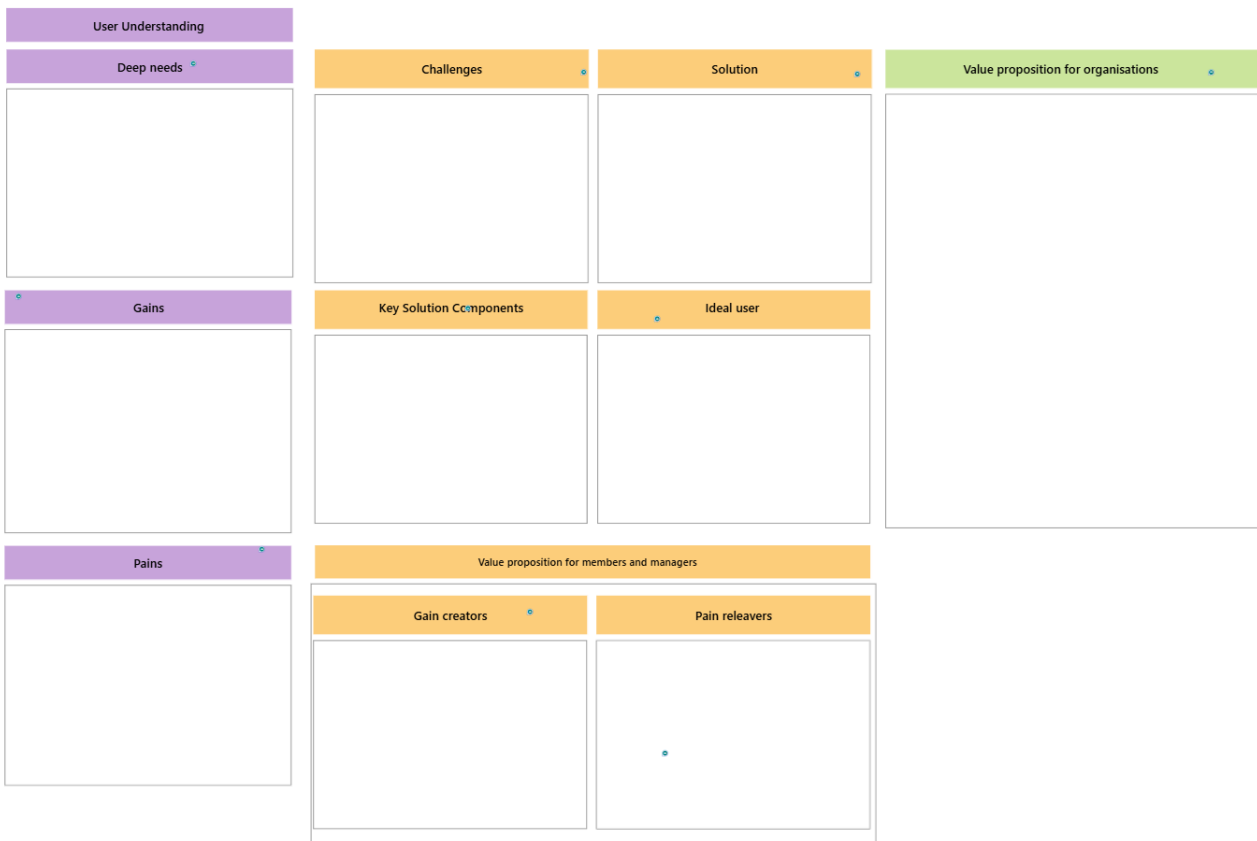 User Understanding
Deep needs
Challenges
Solution
Value proposition for organisations
Gains
Key Solution Components
Ideal user
Pains
Value proposition for members and managers
Gain creators
Pain releavers